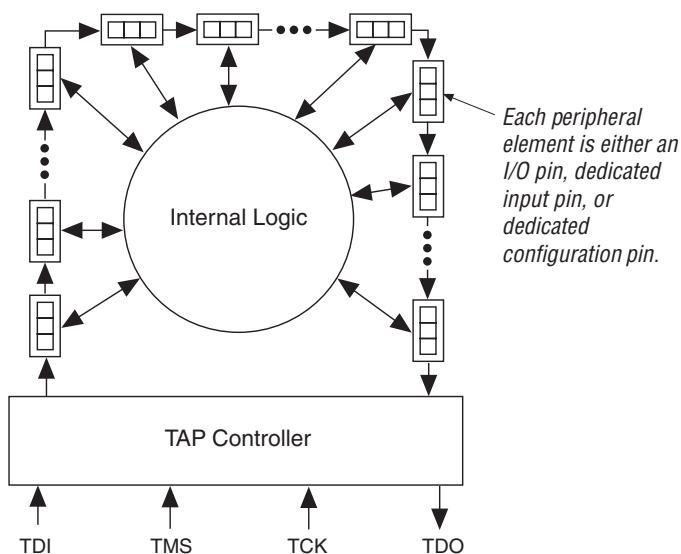 Each peripheral
element is either an
I/O pin, dedicated
input pin, or
dedicated
configuration pin.
Internal Logic
TAP Controller
TDI
TMS
TCK
TDO